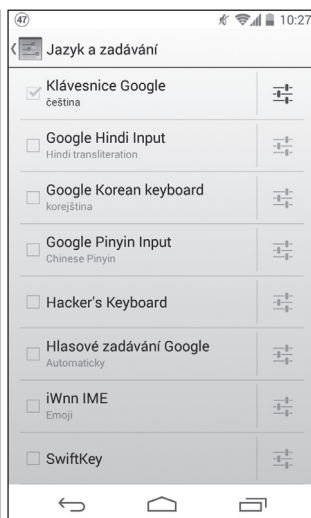 47 10:27
Jazyk a zadávání
Klávesnice Google
čeština
Google Hindi Input
Hindi transliteration
Google Korean keyboard
korejština
Google Pinyin Input
Chinese Pinyin
Hacker's Keyboard
Hlasové zadávání Google
Automaticky
iWnn IME
Emoji
SwiftKey